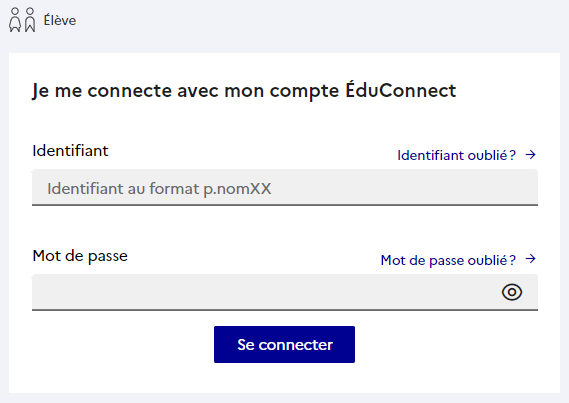 Élève
Je me connecte avec mon compte ÉduConnect
Identifiant
Identifiant oublié ? →
Identifiant au format p.nomXX
Mot de passe
Mot de passe oublié ? →
Se connecter